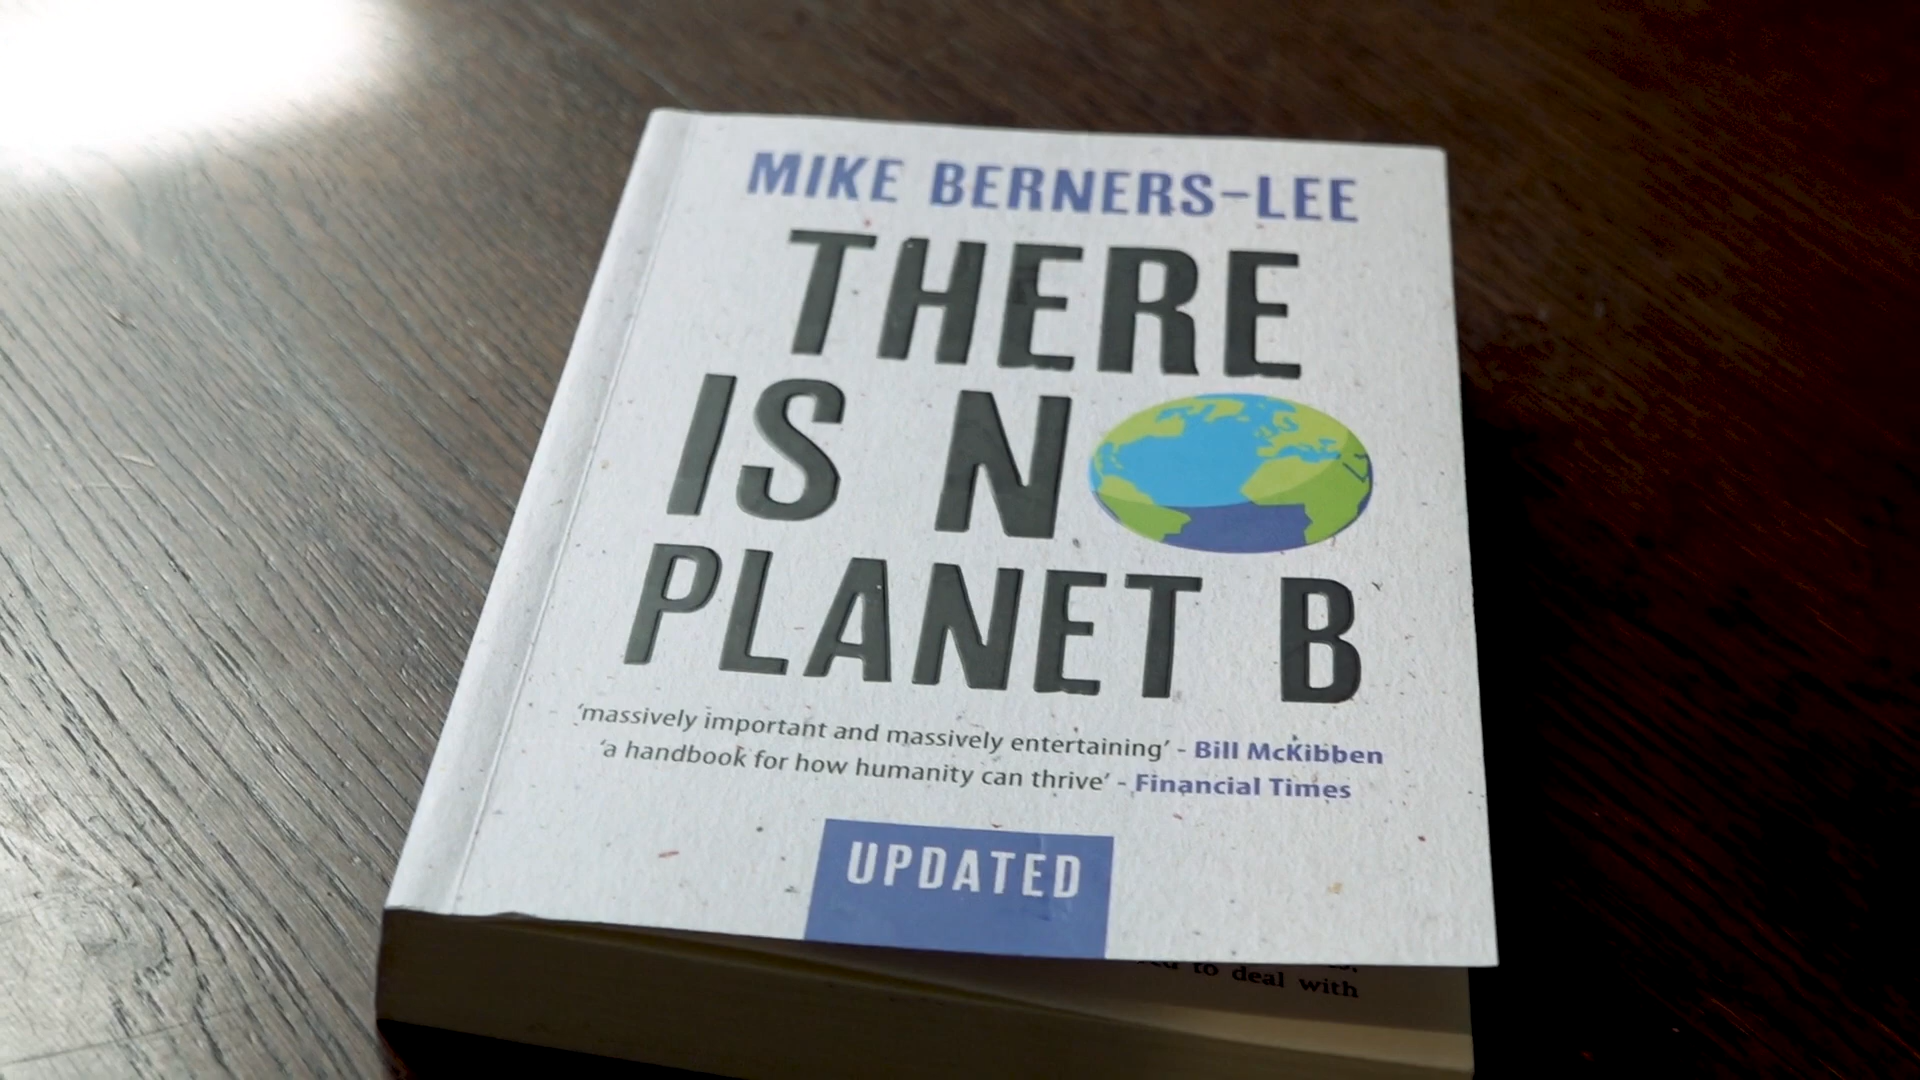 MIKE BERNERS-LEE
THERE
IS N
PLANET B
'massively important and massively entertaining' - Bill McKibben
'a handbook for how humanity can thrive' - Financial Times
UPDATED
to deal with